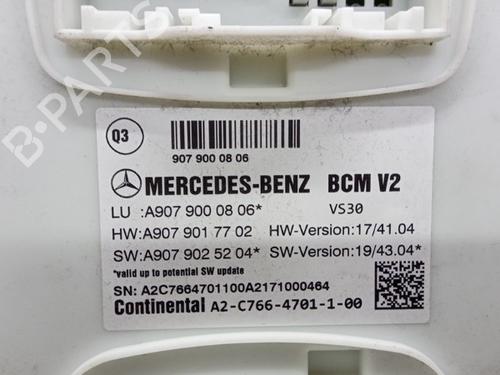 B-PARTS
Q3
907 900 08 06
MERCEDES-BENZ BCM V2
LU :A907 900 08 06* VS30
HW:A907 901 77 02 HW-Version:17/41.04
SW:A907 902 52 04* SW-Version:19/43.04*
*valid up to potential SW update
SN: A2C7664701100A2171000464
Continental A2-C766-4701-1-00